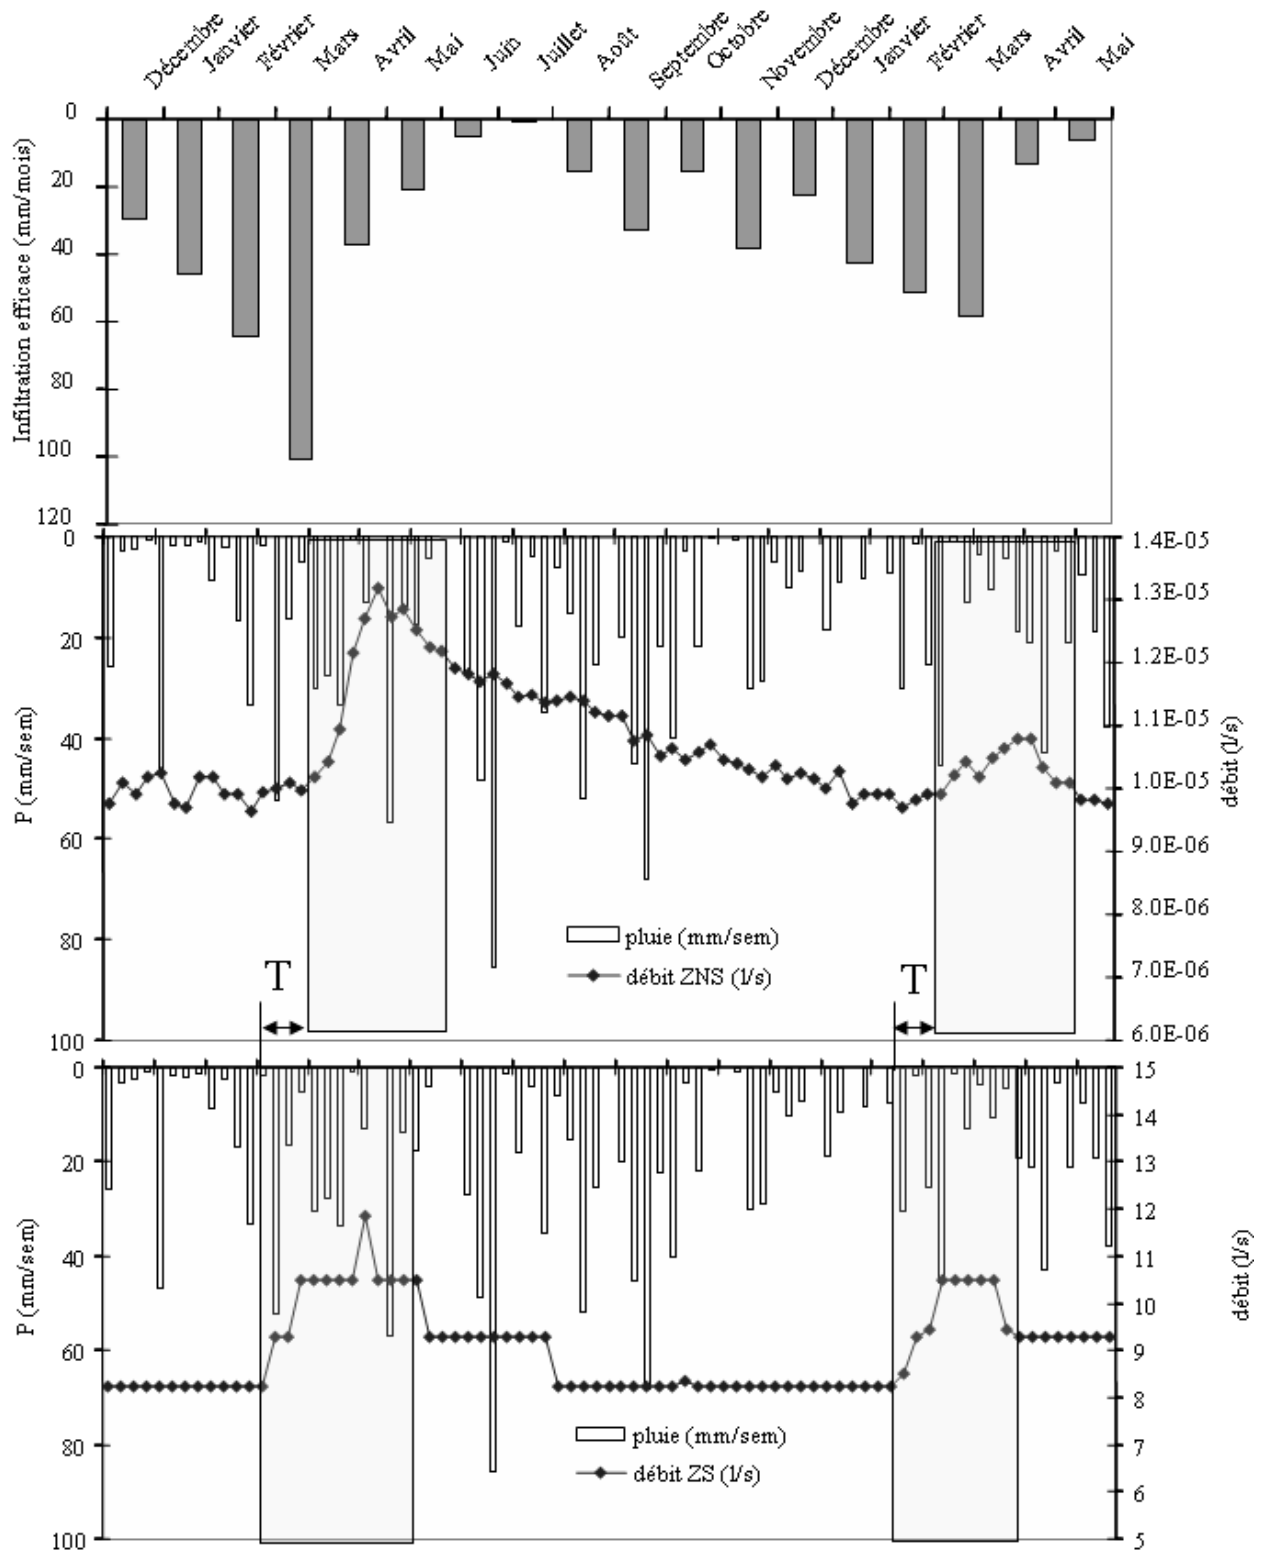 Décembre
Janvier
Février
Mars
Avril
Mai
Juin
Juillet
Août
Septembre
Octobre
Novembre
Décembre
Janvier
Février
Mars
Avril
Mai
Infiltration efficace (mm/mois)
0
20
40
60
80
100
120
P (mm/sem)
0
20
40
60
80
100
1.4E-05
1.3E-05
1.2E-05
1.1E-05
1.0E-05
9.0E-06
8.0E-06
7.0E-06
6.0E-06
débit (l/s)
pluie (mm/sem)
débit ZNS (l/s)
T
T
P (mm/sem)
0
20
40
60
80
100
15
14
13
12
11
10
9
8
7
6
5
débit (l/s)
pluie (mm/sem)
débit ZS (l/s)